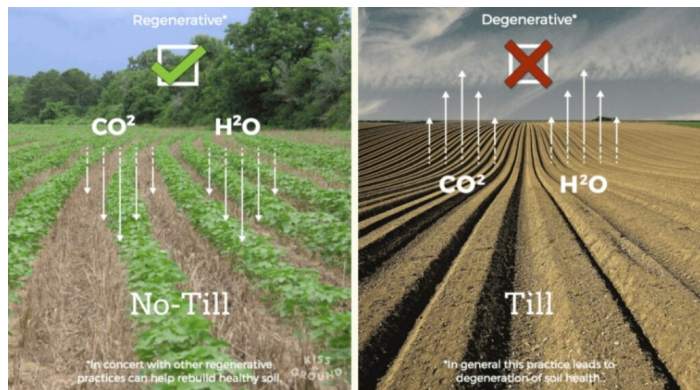 Regenerative*
CO²
H²O
No-Till
KISS
GROUND
*In concert with other regenerative
practices can help rebuild healthy soil.
Degenerative*
CO²
H²O
Till
*In general this practice leads to
degeneration of soil health.